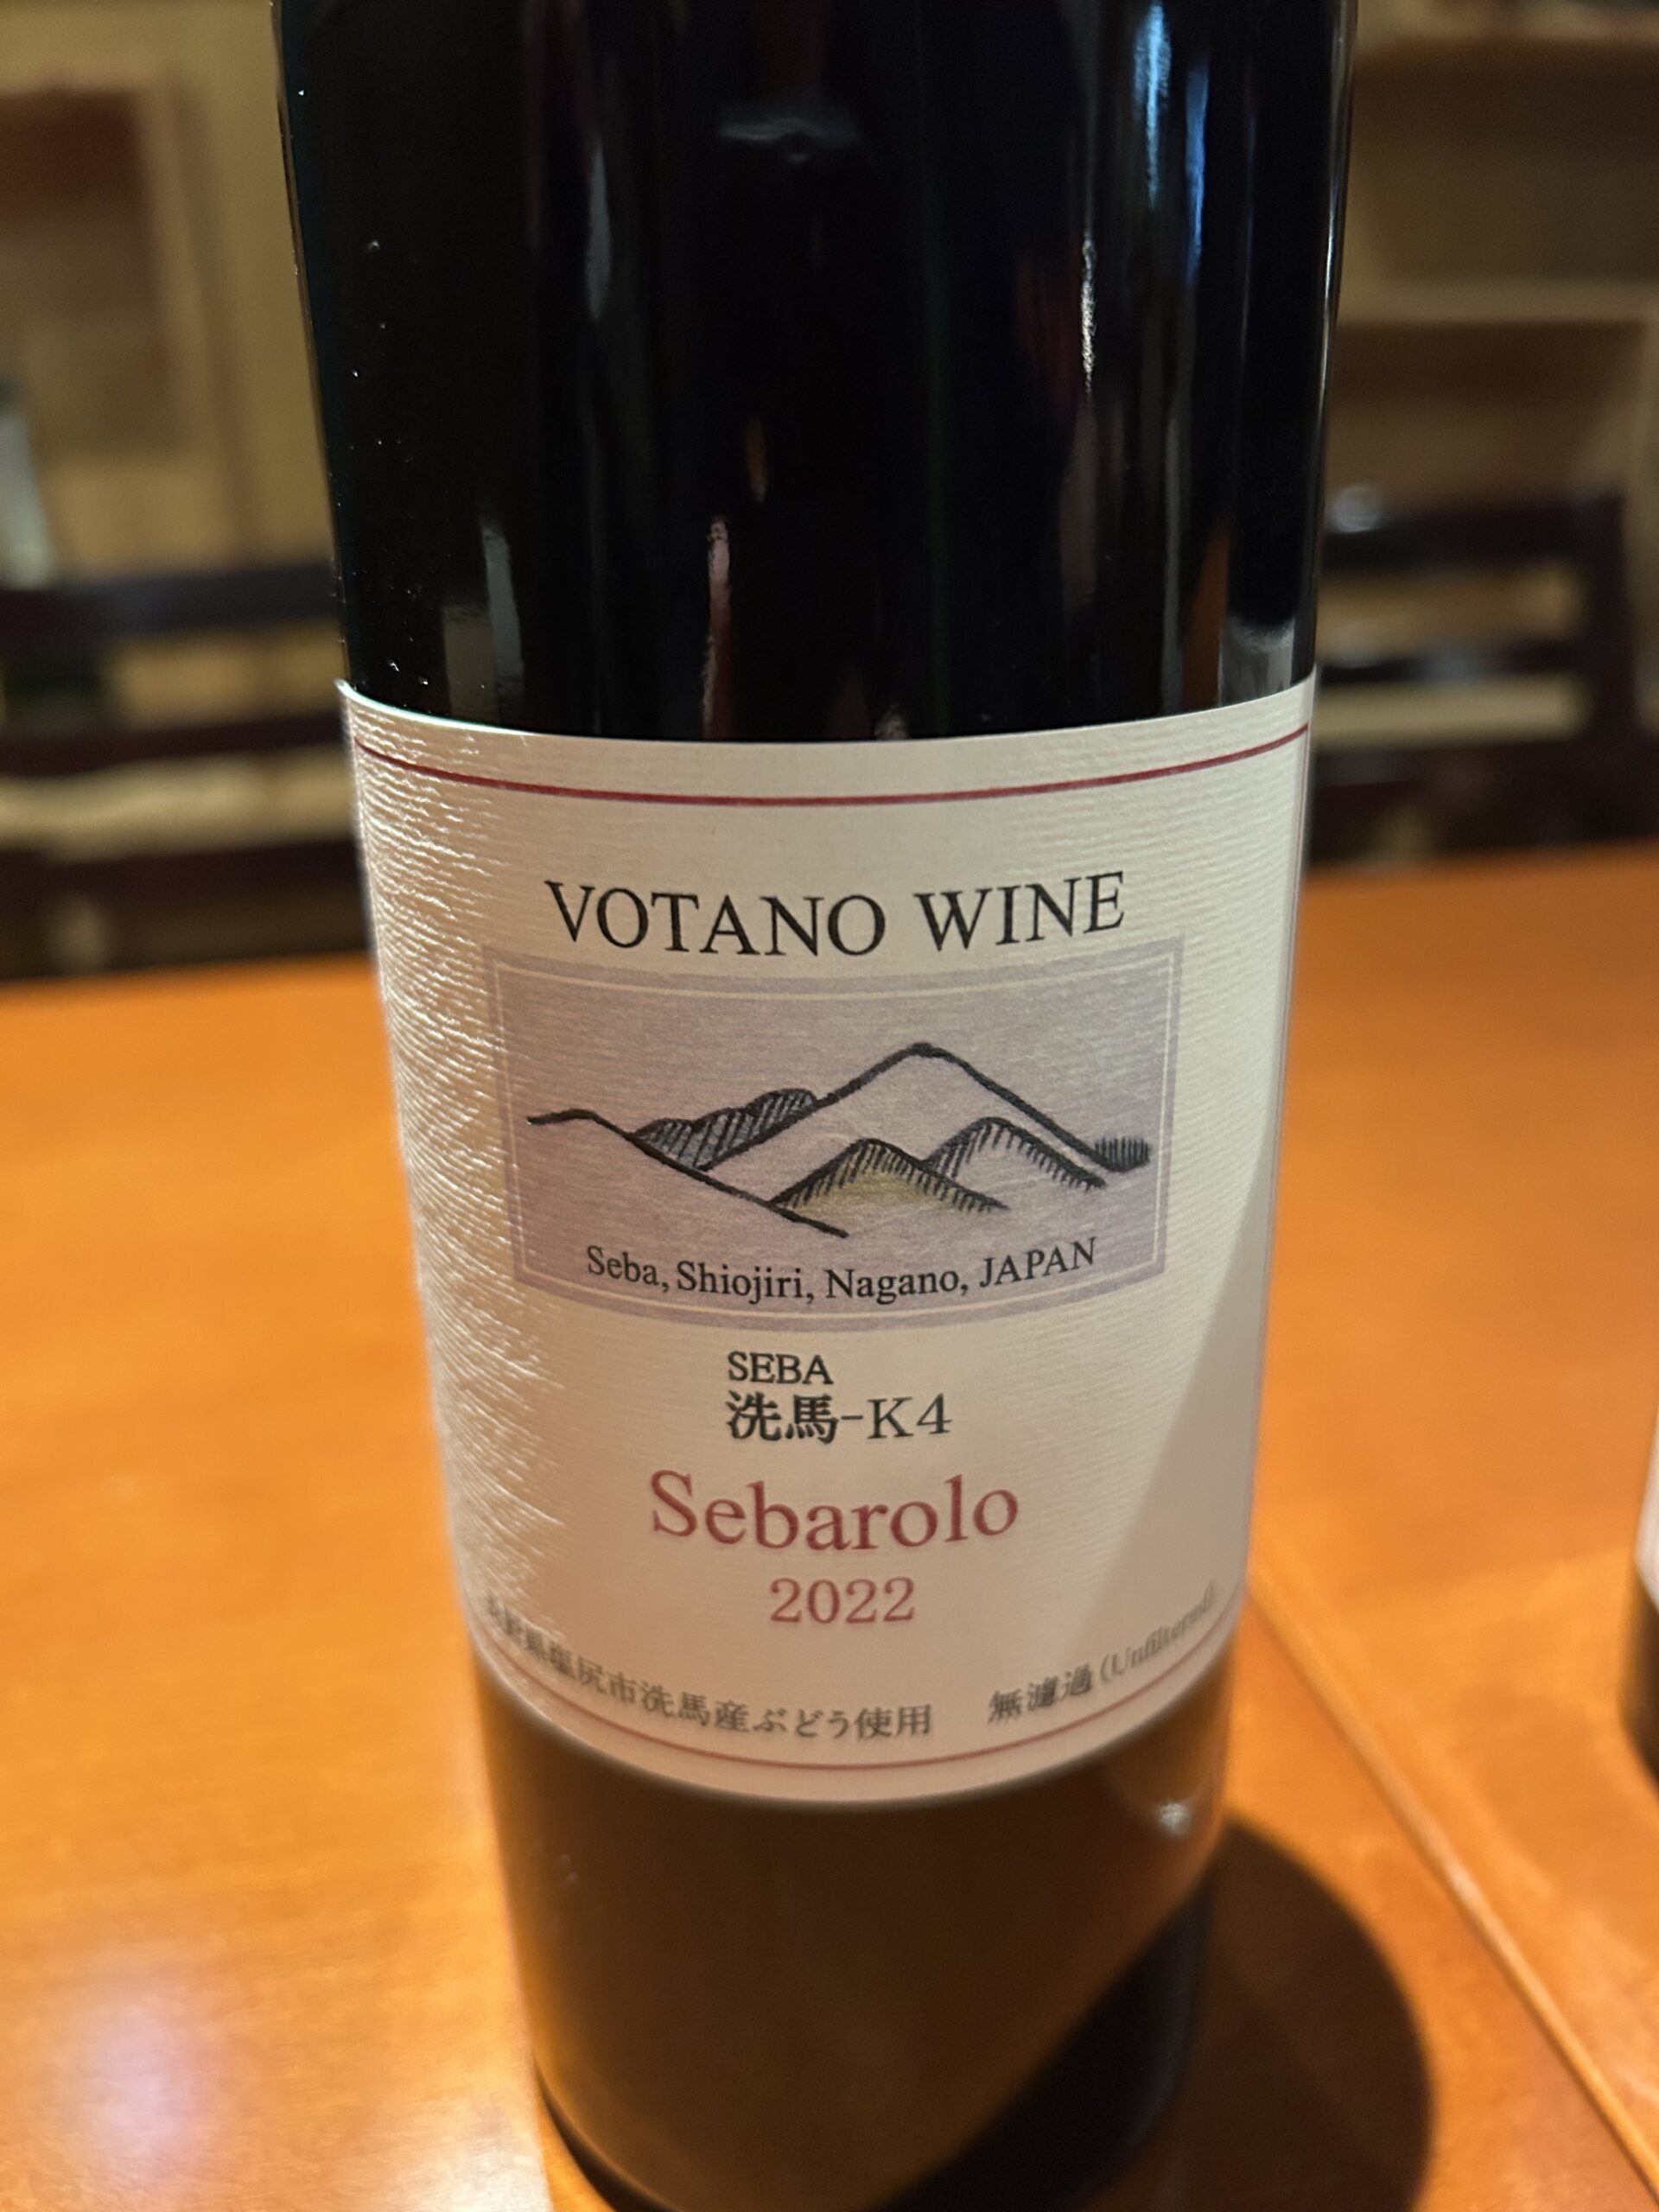 VOTANO WINE
Seba, Shiojiri, Nagano, JAPAN
SEBA
洗馬-K4
Sebarolo
2022
長野県塩尻市洗馬産ぶどう使用 無濾過 (Unfiltered)